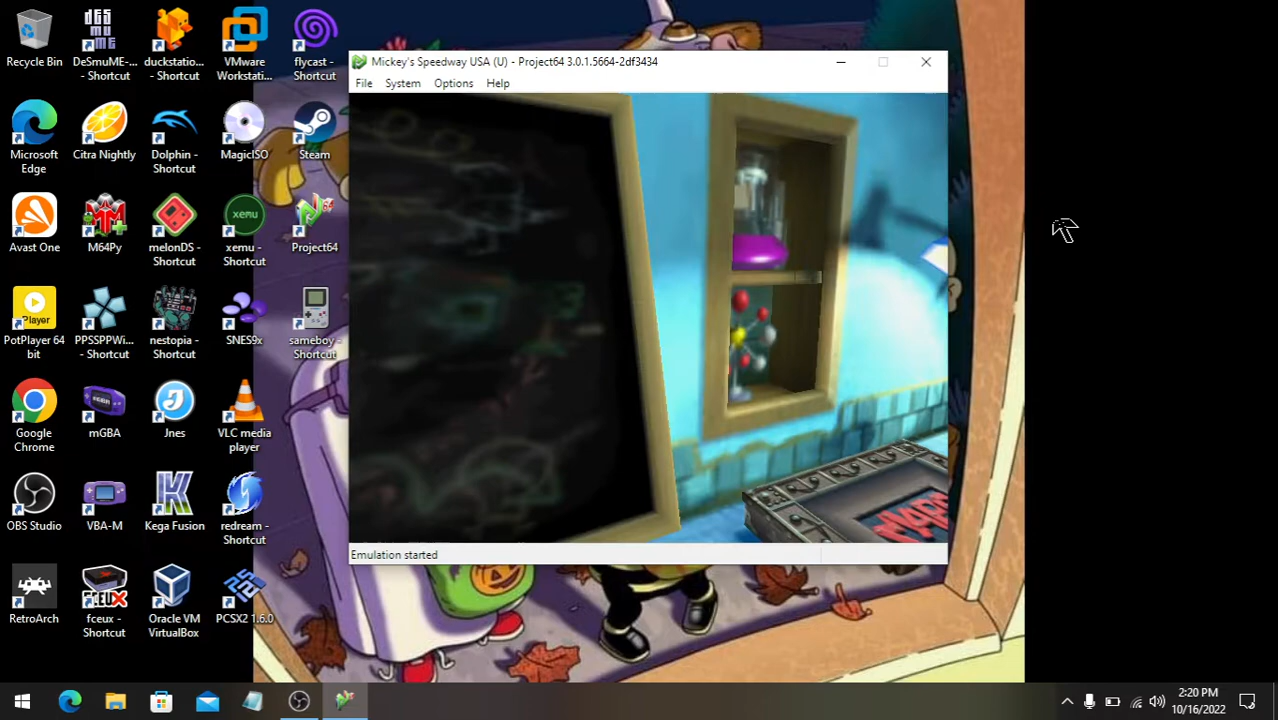 Mickey's Speedway USA (U) - Project64 3.0.1.5664-2df3434
File System Options Help
MAPS
Emulation started
Recycle Bin
DeSmuME-... - Shortcut
duckstation... - Shortcut
VMware Workstati...
flycast - Shortcut
Microsoft Edge
Citra Nightly
Dolphin - Shortcut
MagicISO
Steam
Avast One
M64Py
melonDS - Shortcut
xemu
xemu - Shortcut
Project64
Player
PotPlayer 64 bit
PPSSPPWi... - Shortcut
nestopia - Shortcut
SNES9x
sameboy - Shortcut
Google Chrome
mGBA
Jnes
VLC media player
OBS Studio
VBA-M
Kega Fusion
redream - Shortcut
RetroArch
FCEUX
fceux - Shortcut
Oracle VM VirtualBox
PCSX2 1.6.0
2:20 PM
10/16/2022